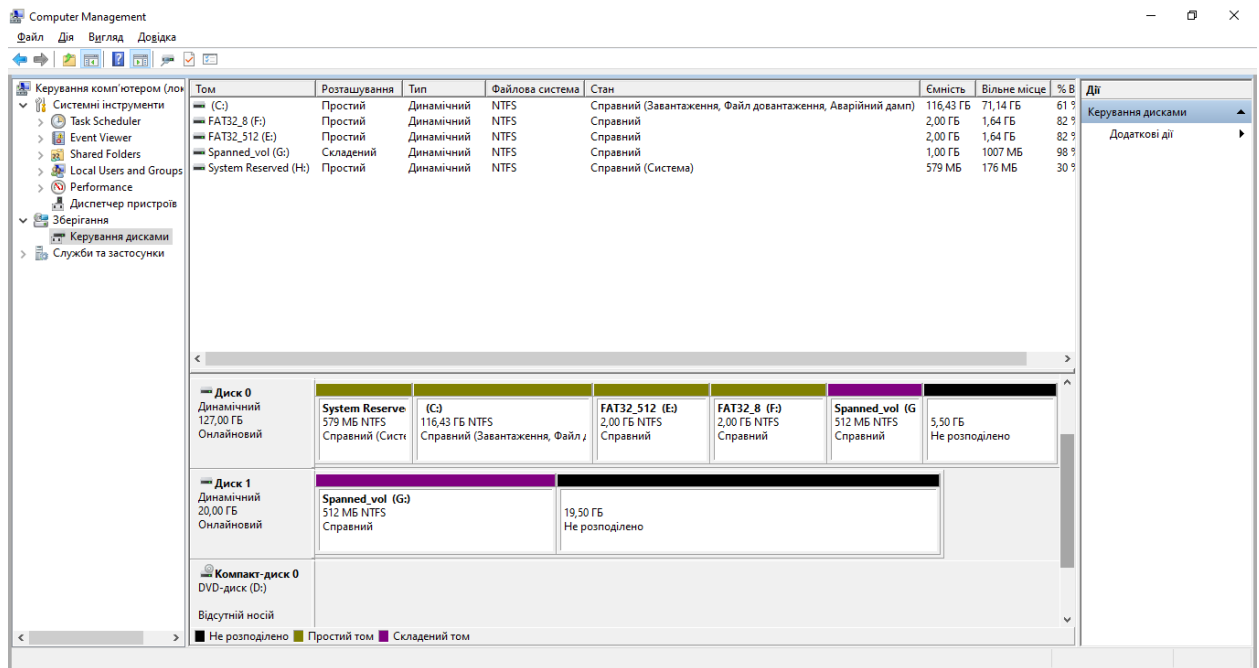 Computer Management
Файл Дія Вигляд Довідка
Керування комп'ютером (лок
Системні інструменти
Task Scheduler
Event Viewer
Shared Folders
Local Users and Groups
Performance
Диспетчер пристроїв
Зберігання
Керування дисками
Служби та застосунки
Том Розташування Тип Файлова система Стан Ємність Вільне місце % В
(C:) Простий Динамічний NTFS Справний (Завантаження, Файл довантаження, Аварійний дамп) 116,43 ГБ 71,14 ГБ 61 %
FAT32_8 (F:) Простий Динамічний NTFS Справний 2,00 ГБ 1,64 ГБ 82 %
FAT32_512 (E:) Простий Динамічний NTFS Справний 2,00 ГБ 1,64 ГБ 82 %
Spanned_vol (G:) Складений Динамічний NTFS Справний 1,00 ГБ 1007 МБ 98 %
System Reserved (H:) Простий Динамічний NTFS Справний (Система) 579 МБ 176 МБ 30 %
Дії
Керування дисками
Додаткові дії
Диск 0
Динамічний
127,00 ГБ
Онлайновий
System Reserve
579 МБ NTFS
Справний (Систе
(C:)
116,43 ГБ NTFS
Справний (Завантаження, Файл д
FAT32_512 (E:)
2,00 ГБ NTFS
Справний
FAT32_8 (F:)
2,00 ГБ NTFS
Справний
Spanned_vol (G
512 МБ NTFS
Справний
5,50 ГБ
Не розподілено
Диск 1
Динамічний
20,00 ГБ
Онлайновий
Spanned_vol (G:)
512 МБ NTFS
Справний
19,50 ГБ
Не розподілено
Компакт-диск 0
DVD-диск (D:)
Відсутній носій
Не розподілено Простий том Складений том